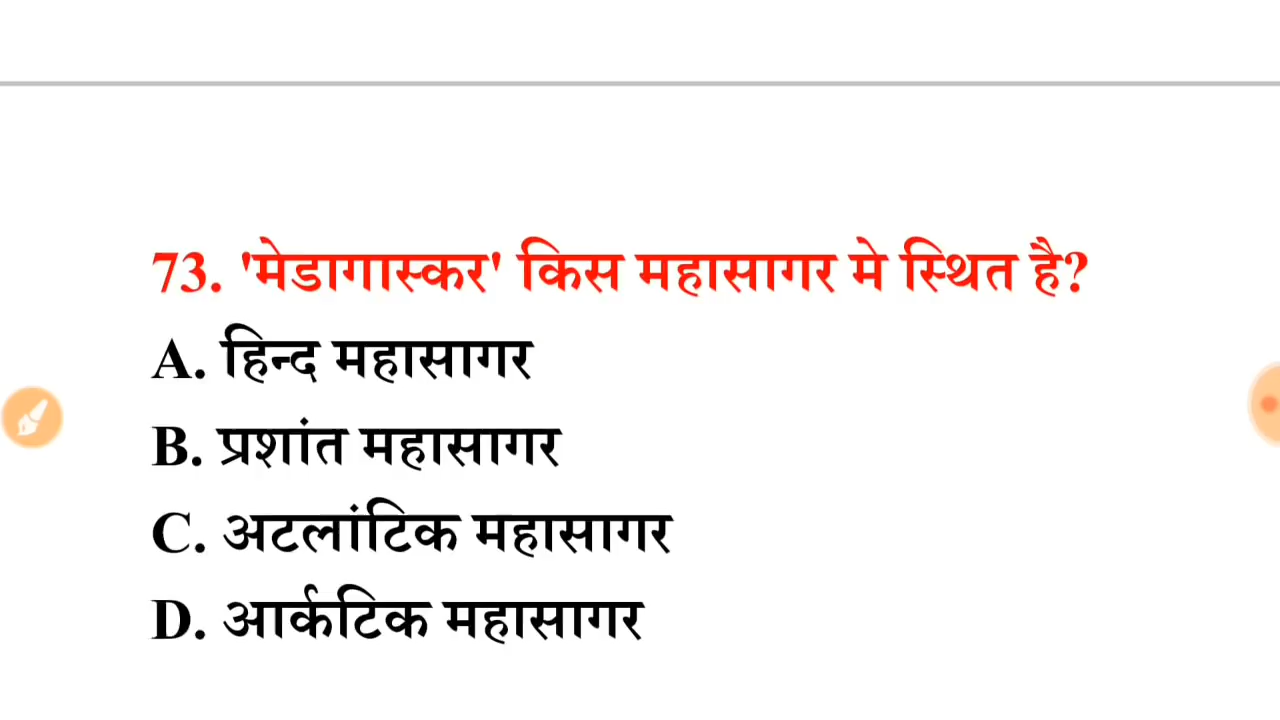 73. 'मेडागास्कर' किस महासागर मे स्थित है?
A. हिन्द महासागर
B. प्रशांत महासागर
C. अटलांटिक महासागर
D. आर्कटिक महासागर